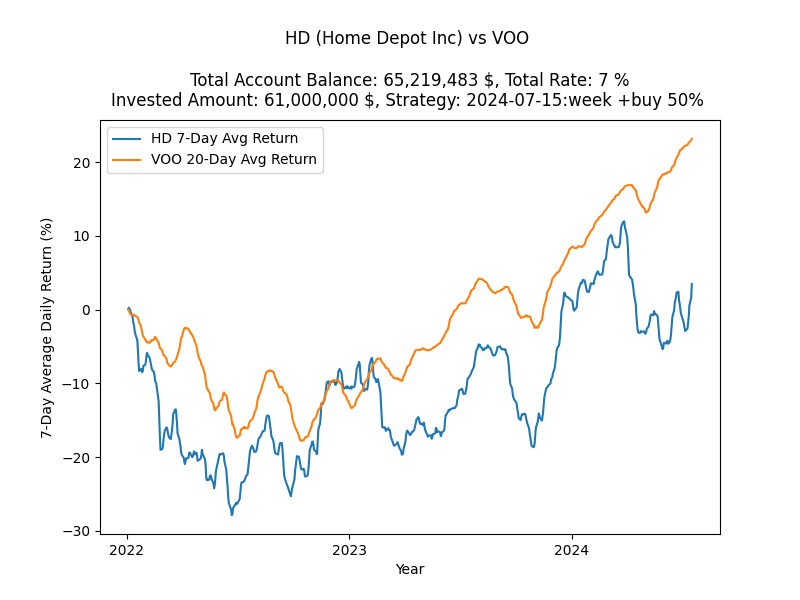 HD (Home Depot Inc) vs VOO
Total Account Balance: 65,219,483 $, Total Rate: 7 %
Invested Amount: 61,000,000 $, Strategy: 2024-07-15:week +buy 50%
HD 7-Day Avg Return
VOO 20-Day Avg Return
7-Day Average Daily Return (%)
20
10
0
−10
−20
−30
2022
2023
2024
Year